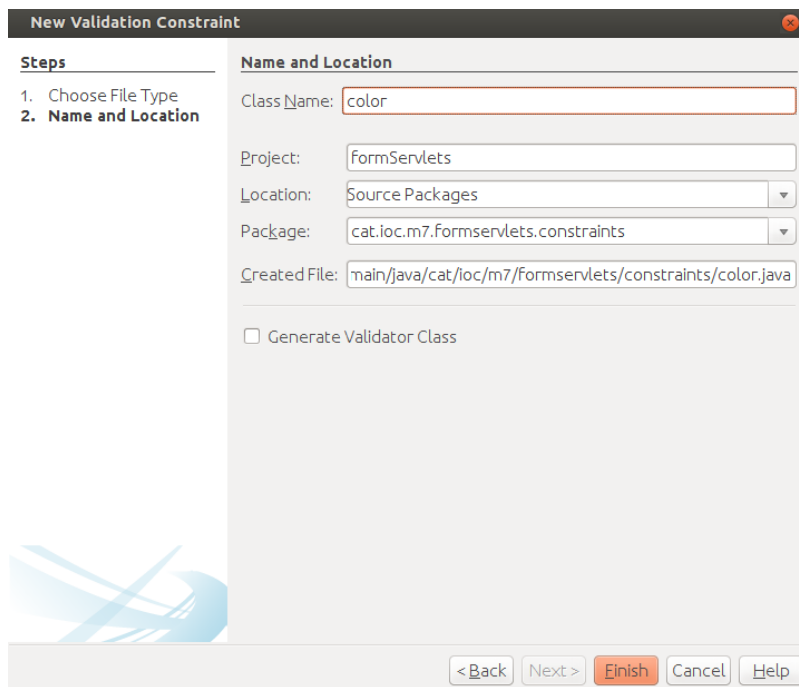 New Validation Constraint
Steps
1. Choose File Type
2. Name and Location
Name and Location
Class Name: color
Project: formServlets
Location: Source Packages
Package: cat.ioc.m7.formservlets.constraints
Created File: main/java/cat/ioc/m7/formservlets/constraints/color.java
Generate Validator Class
< Back Next > Finish Cancel Help